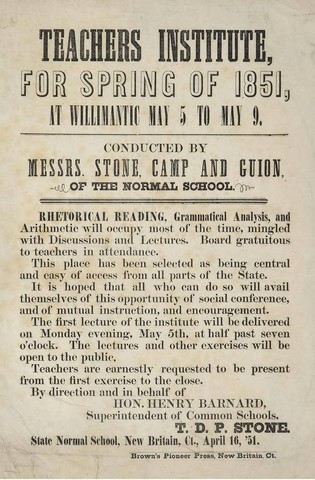 TEACHERS INSTITUTE,
FOR SPRING OF 1851,
AT WILLIMANTIC MAY 5 TO MAY 9.
CONDUCTED BY
MESSRS. STONE, CAMP AND GUION,
OF THE NORMAL SCHOOL.
RHETORICAL READING, Grammatical Analysis, and
Arithmetic will occupy most of the time, mingled
with Discussions and Lectures. Board gratuitous
to teachers in attendance.
This place has been selected as being central
and easy of access from all parts of the State.
It is hoped that all who can do so will avail
themselves of this opportunity of social conference,
and of mutual instruction, and encouragement.
The first lecture of the institute will be delivered
on Monday evening, May 5th, at half past seven
o'clock. The lectures and other exercises will be
open to the public.
Teachers are earnestly requested to be present
from the first exercise to the close.
By direction and in behalf of
HON. HENRY BARNARD,
Superintendent of Common Schools.
T. D. P. STONE.
State Normal School, New Britain, Ct., April 16, '51.
Brown's Pioneer Press, New Britain. Ct.